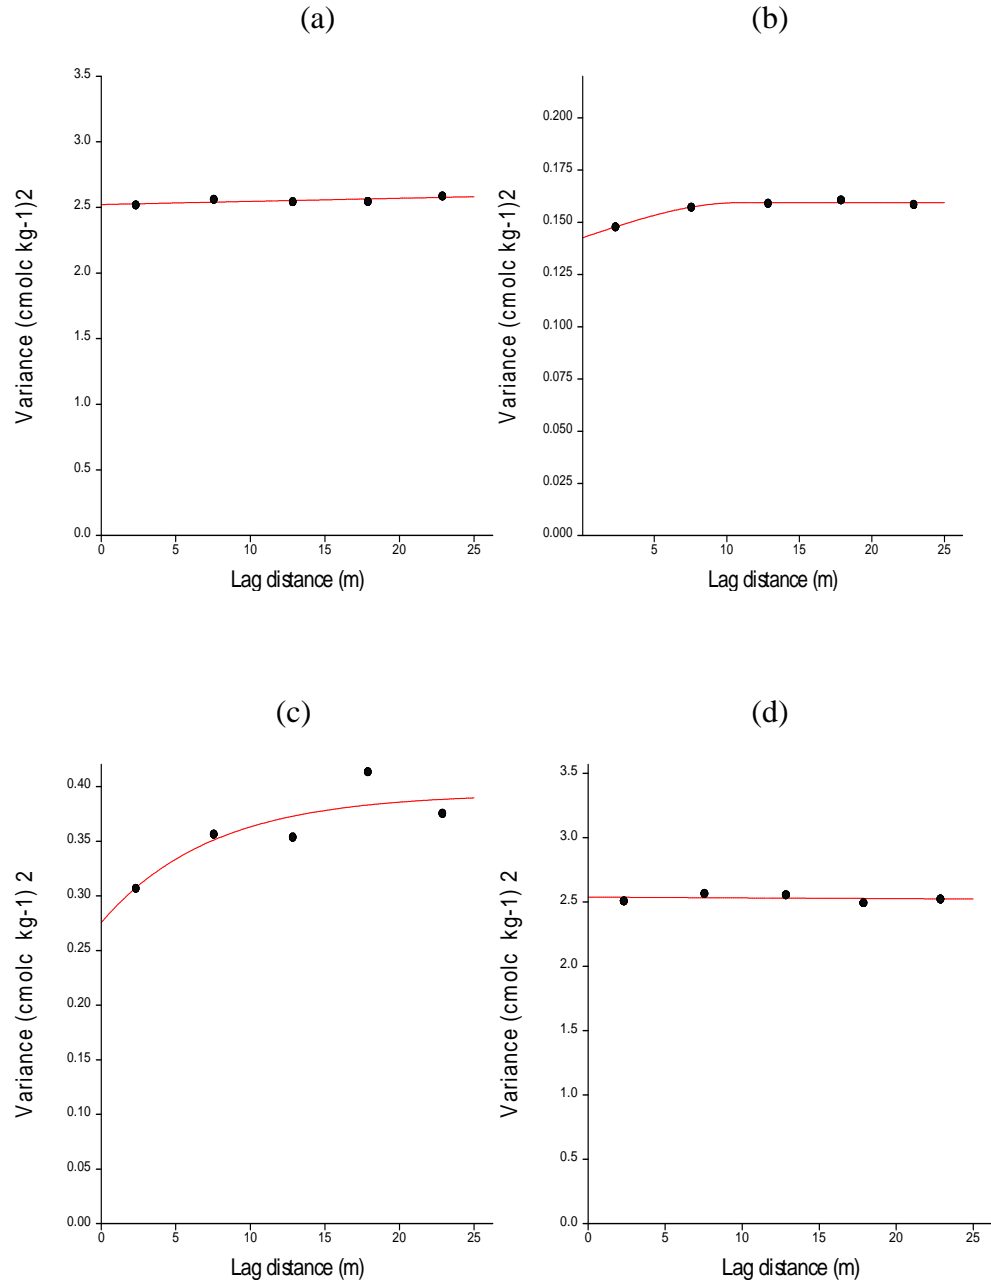 (a)
3.5
3.0
2.5
2.0
1.5
1.0
0.5
0.0
0 5 10 15 20 25
Variance (cmolc kg-1)2
Lag distance (m)
(b)
0.200
0.175
0.150
0.125
0.100
0.075
0.050
0.025
0.000
5 10 15 20 25
Variance (cmolc kg-1)2
Lag distance (m)
(c)
0.40
0.35
0.30
0.25
0.20
0.15
0.10
0.05
0.00
0 5 10 15 20 25
Variance (cmolc kg-1) 2
Lag distance (m)
(d)
3.5
3.0
2.5
2.0
1.5
1.0
0.5
0.0
0 5 10 15 20 25
Variance (cmolc kg-1) 2
Lag distance (m)